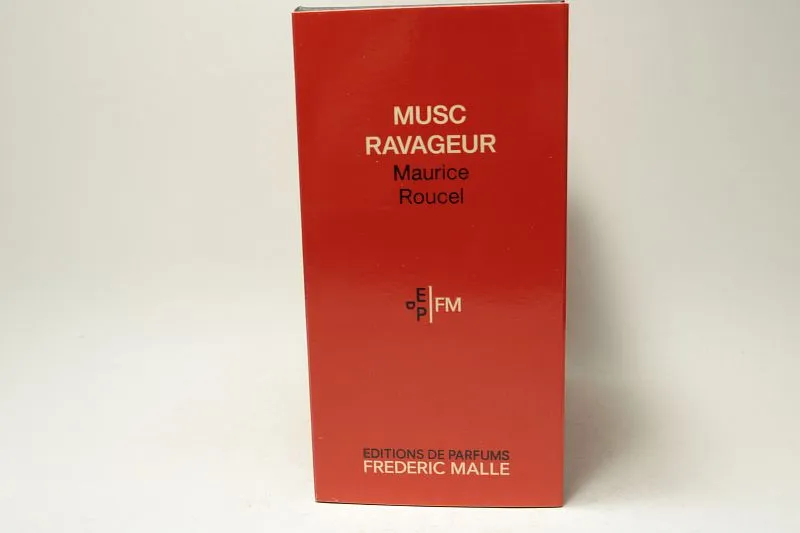 MUSC
RAVAGEUR
Maurice
Roucel
E
D
P
FM
EDITIONS DE PARFUMS
FREDERIC MALLE